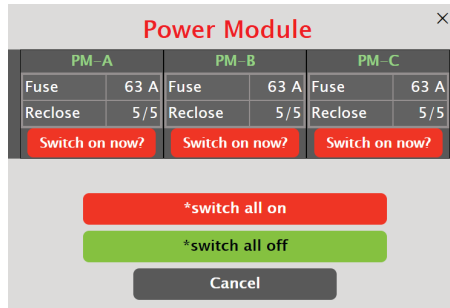 Power Module
×
PM-A PM-B PM-C
Fuse 63 A Fuse 63 A Fuse 63 A
Reclose 5/5 Reclose 5/5 Reclose 5/5
Switch on now? Switch on now? Switch on now?
*switch all on
*switch all off
Cancel